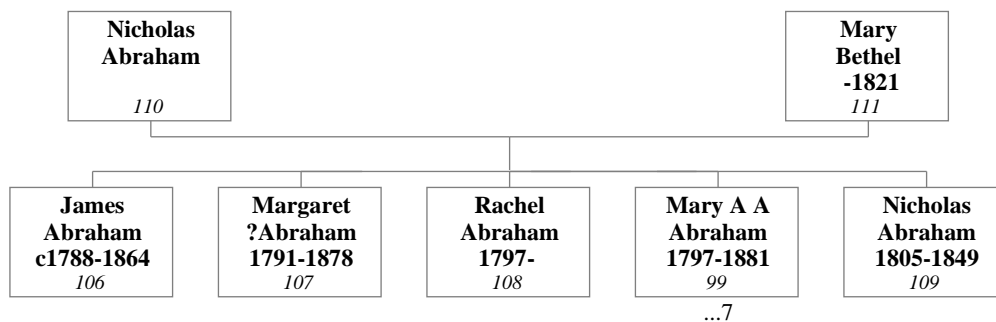 Nicholas
Abraham
110
Mary
Bethel
-1821
111
James
Abraham
c1788-1864
106
Margaret
?Abraham
1791-1878
107
Rachel
Abraham
1797-
108
Mary A A
Abraham
1797-1881
99
...7
Nicholas
Abraham
1805-1849
109